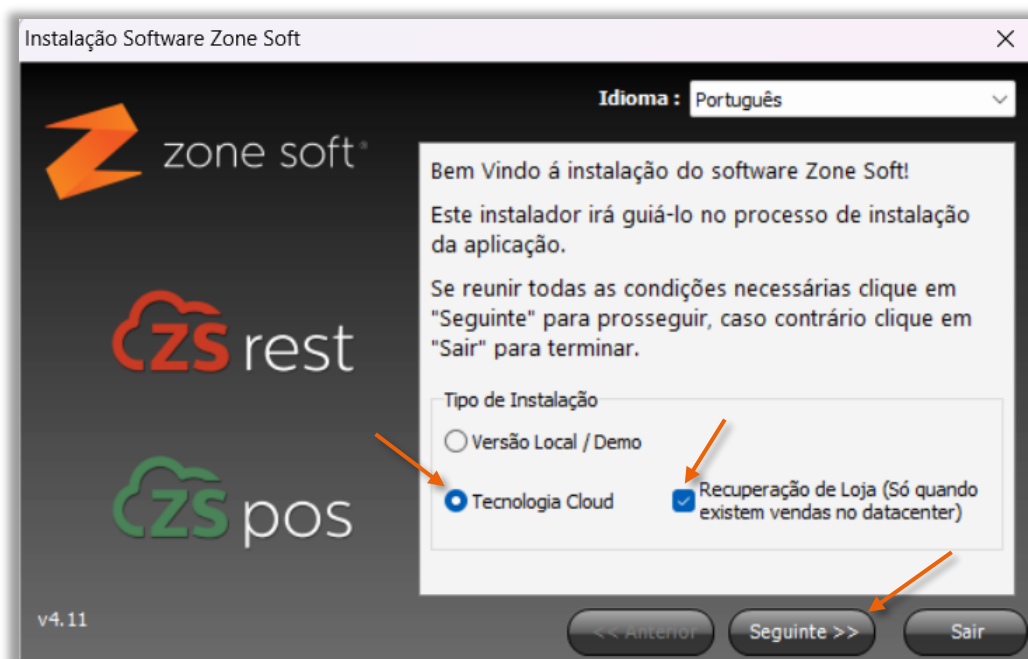 Instalação Software Zone Soft
Idioma :
Português
zone soft®
Bem Vindo á instalação do software Zone Soft!
Este instalador irá guiá-lo no processo de instalação
da aplicação.
Se reunir todas as condições necessárias clique em
"Seguinte" para prosseguir, caso contrário clique em
"Sair" para terminar.
ZS rest
Tipo de Instalação
Versão Local / Demo
Tecnologia Cloud
Recuperação de Loja (Só quando
existem vendas no datacenter)
ZS pos
v4.11
<< Anterior
Seguinte >>
Sair